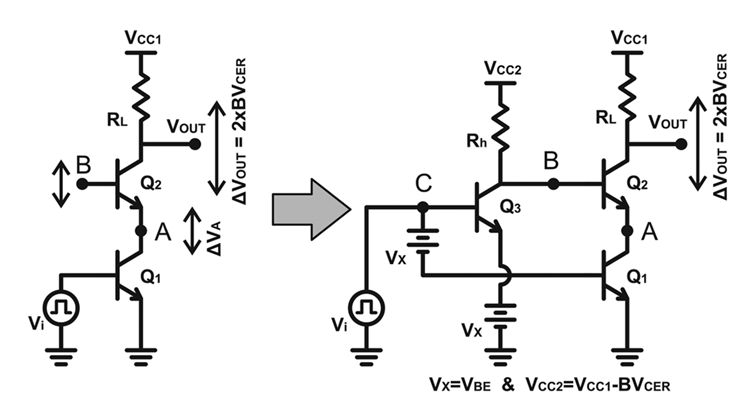 VCC1
RL
VOUT
ΔVOUT = 2xBVCER
B
Q2
A
ΔVA
Q1
Vi
VCC2
Rh
C
Q3
B
VX
Vi
VX
VCC1
RL
VOUT
ΔVOUT = 2xBVCER
Q2
A
Q1
VX=VBE & VCC2=VCC1-BVCER